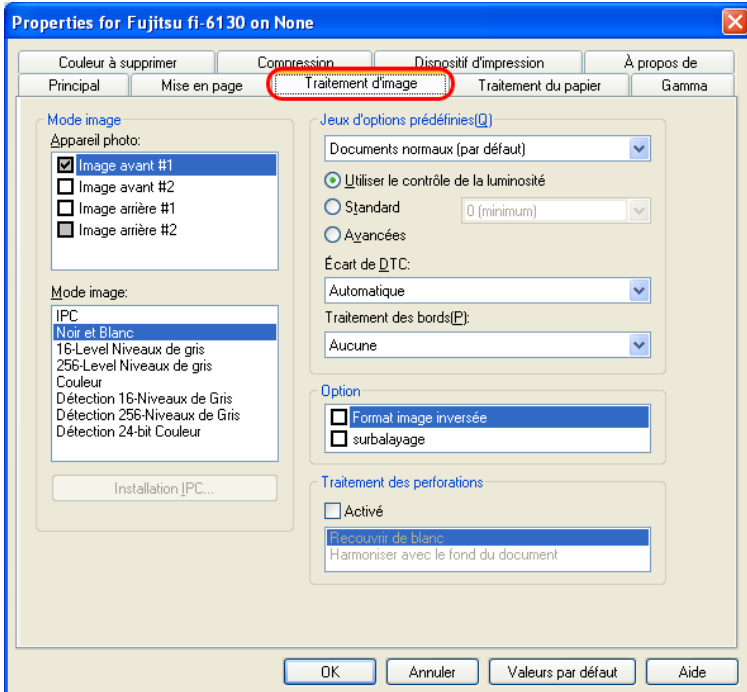 Properties for Fujitsu fi-6130 on None
Couleur à supprimer
Compression
Dispositif d'impression
À propos de
Principal
Mise en page
Traitement d'image
Traitement du papier
Gamma
Mode image
Appareil photo:
Image avant #1
Image avant #2
Image arrière #1
Image arrière #2
Mode image:
IPC
Noir et Blanc
16-Level Niveaux de gris
256-Level Niveaux de gris
Couleur
Détection 16-Niveaux de Gris
Détection 256-Niveaux de Gris
Détection 24-bit Couleur
Installation IPC...
Jeux d'options prédéfinies(Q)
Documents normaux (par défaut)
Utiliser le contrôle de la luminosité
Standard
0 (minimum)
Avancées
Écart de DTC:
Automatique
Traitement des bords(P):
Aucune
Option
Format image inversée
surbalayage
Traitement des perforations
Activé
Recouvrir de blanc
Harmoniser avec le fond du document
OK
Annuler
Valeurs par défaut
Aide